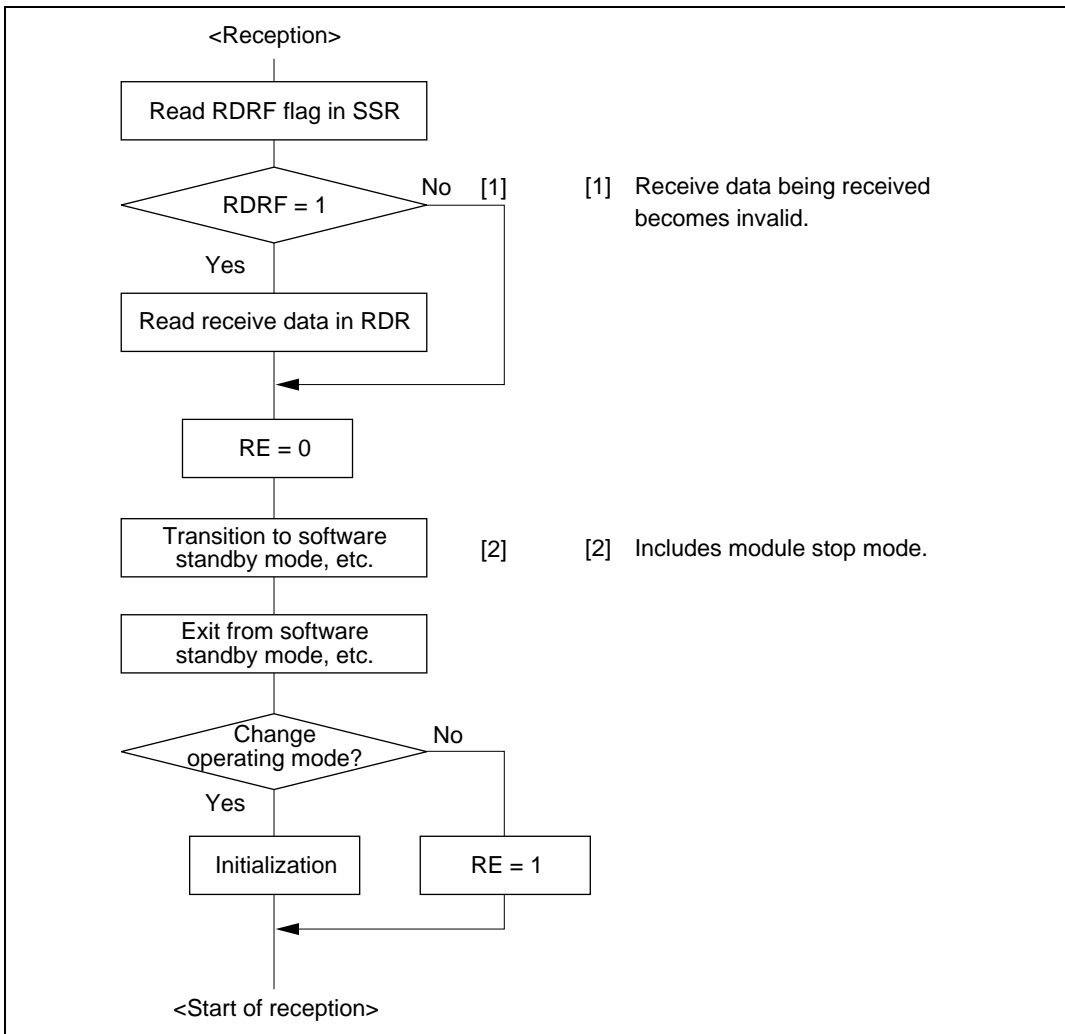 <Reception>
Read RDRF flag in SSR
RDRF = 1
No [1]
[1] Receive data being received
becomes invalid.
Yes
Read receive data in RDR
RE = 0
Transition to software
standby mode, etc.
[2]
[2] Includes module stop mode.
Exit from software
standby mode, etc.
Change
operating mode?
No
Yes
Initialization
RE = 1
<Start of reception>